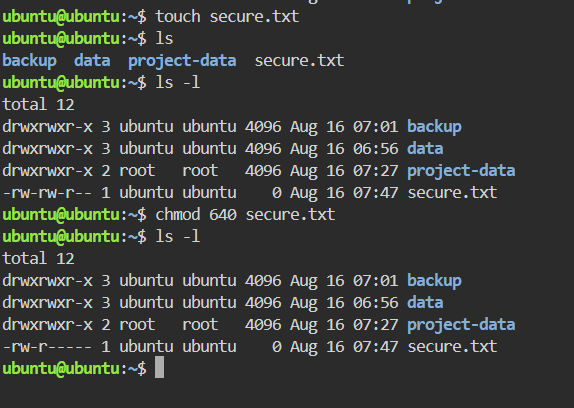 ubuntu@ubuntu:~$ touch secure.txt
ubuntu@ubuntu:~$ ls
backup  data  project-data  secure.txt
ubuntu@ubuntu:~$ ls -l
total 12
drwxrwxr-x 3 ubuntu ubuntu 4096 Aug 16 07:01 backup
drwxrwxr-x 3 ubuntu ubuntu 4096 Aug 16 06:56 data
drwxrwxr-x 2 root   root   4096 Aug 16 07:27 project-data
-rw-rw-r-- 1 ubuntu ubuntu    0 Aug 16 07:47 secure.txt
ubuntu@ubuntu:~$ chmod 640 secure.txt
ubuntu@ubuntu:~$ ls -l
total 12
drwxrwxr-x 3 ubuntu ubuntu 4096 Aug 16 07:01 backup
drwxrwxr-x 3 ubuntu ubuntu 4096 Aug 16 06:56 data
drwxrwxr-x 2 root   root   4096 Aug 16 07:27 project-data
-rw-r----- 1 ubuntu ubuntu    0 Aug 16 07:47 secure.txt
ubuntu@ubuntu:~$